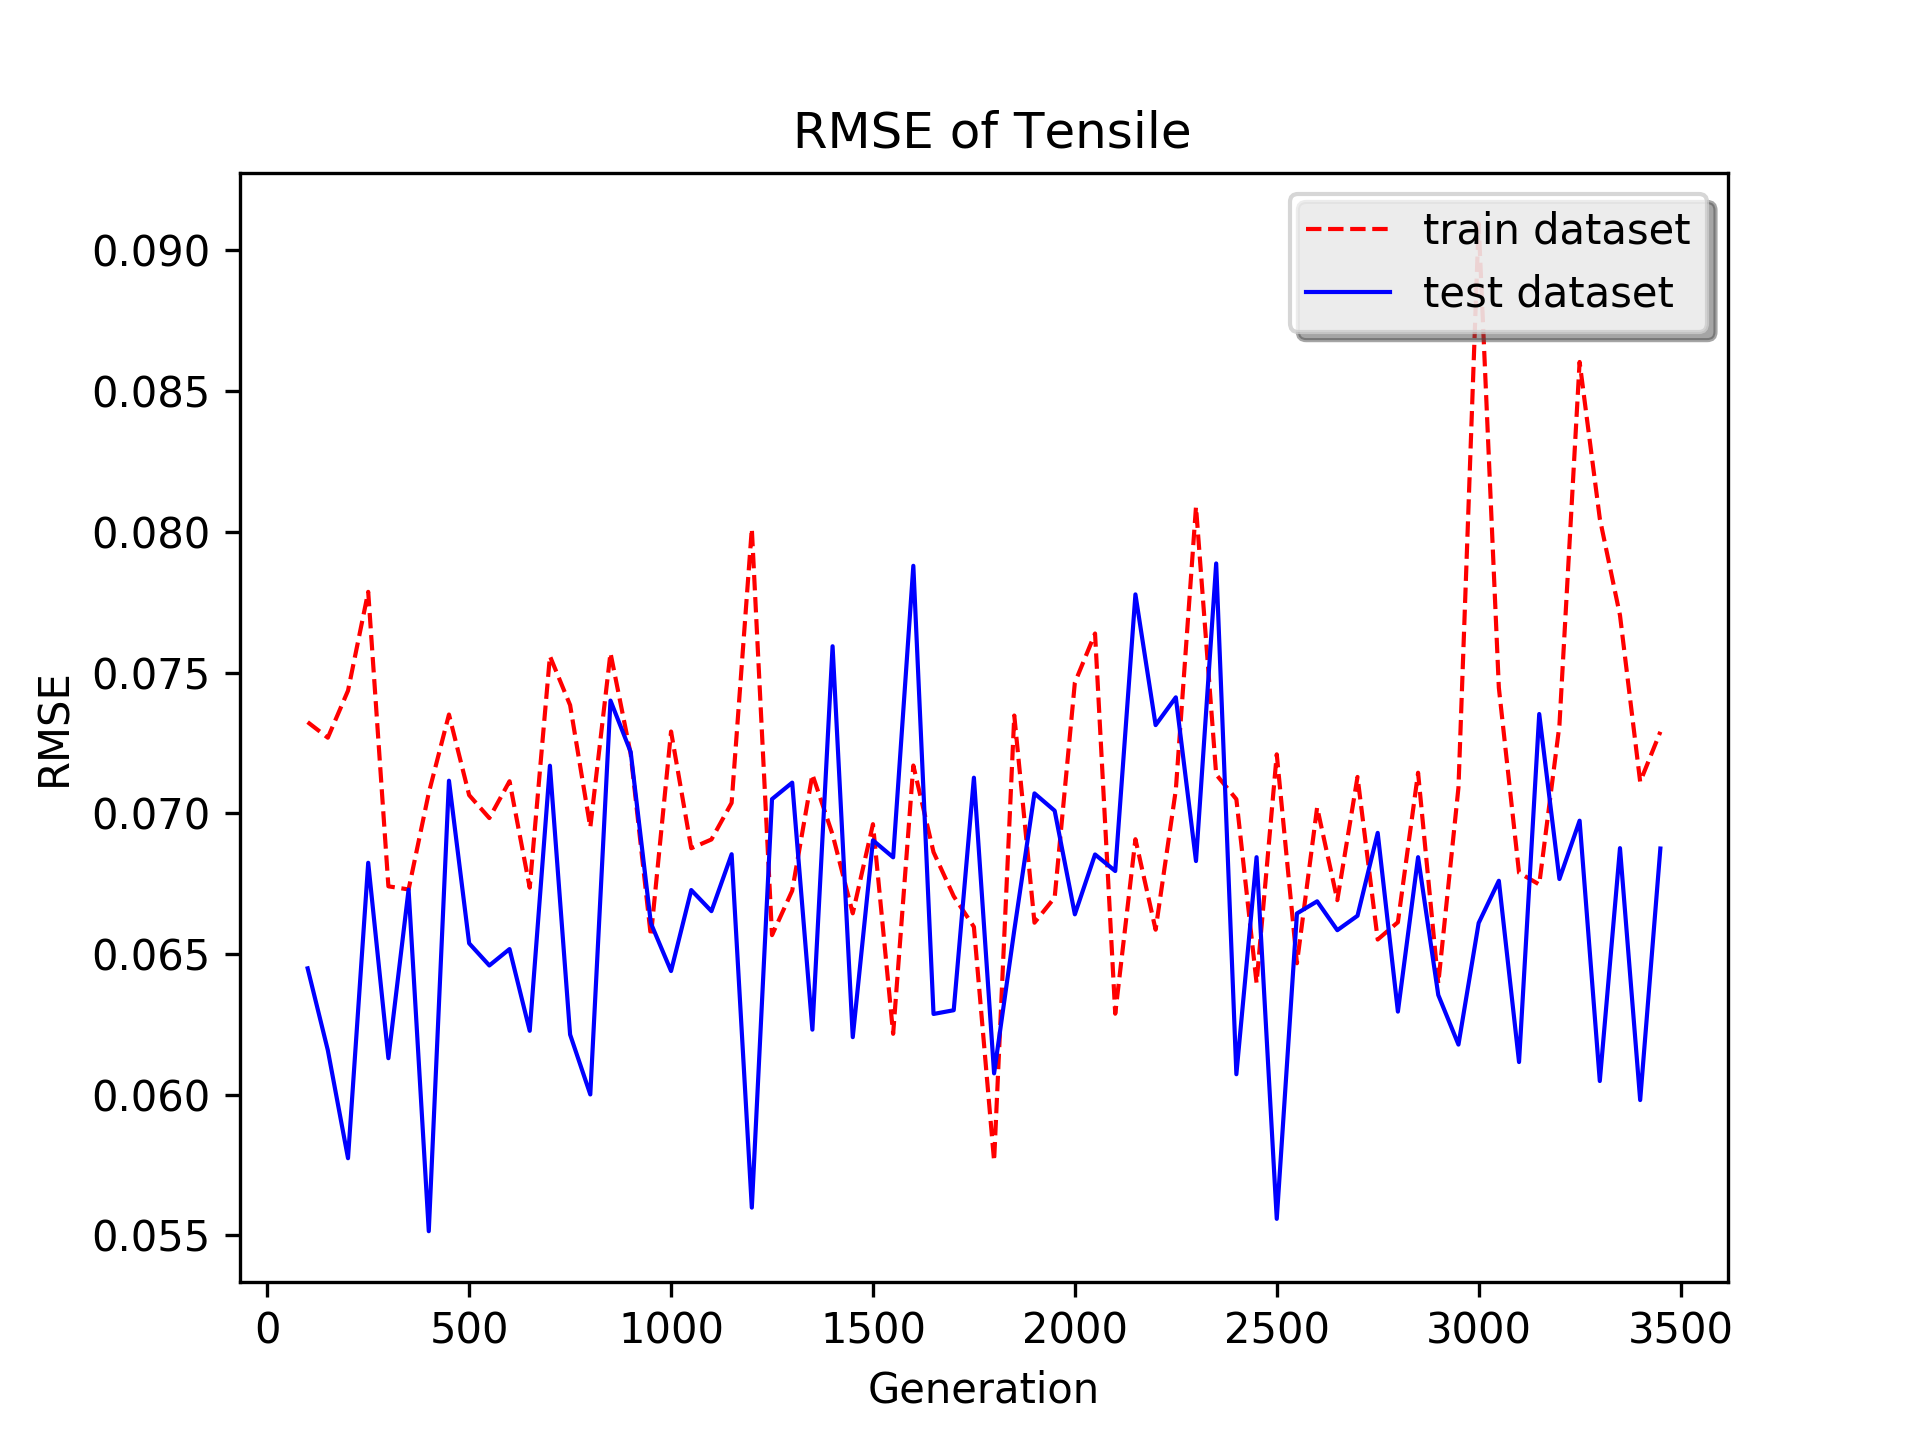 RMSE of Tensile
train dataset
test dataset
0.090
0.085
0.080
0.075
0.070
0.065
0.060
0.055
RMSE
0 500 1000 1500 2000 2500 3000 3500
Generation